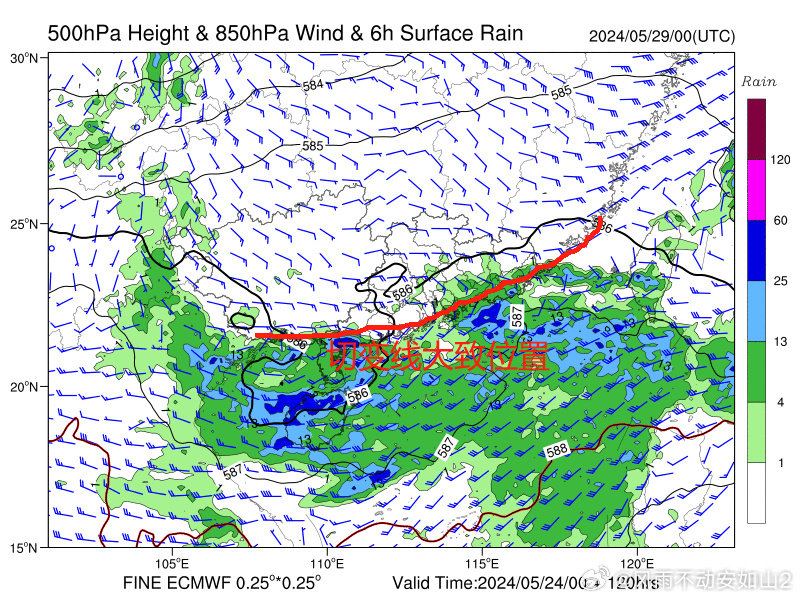 500hPa Height & 850hPa Wind & 6h Surface Rain
2024/05/29/00(UTC)
30°N
25°N
20°N
15°N
584
585
585
586
586
587
586
586
587
588
587
13
13
13
13
13
切变线大致位置
Rain
120
60
25
13
4
1
105°E
110°E
115°E
120°E
FINE ECMWF 0.25°*0.25°
Valid Time:2024/05/24/00 + 120hrs
风雨不动安如山2